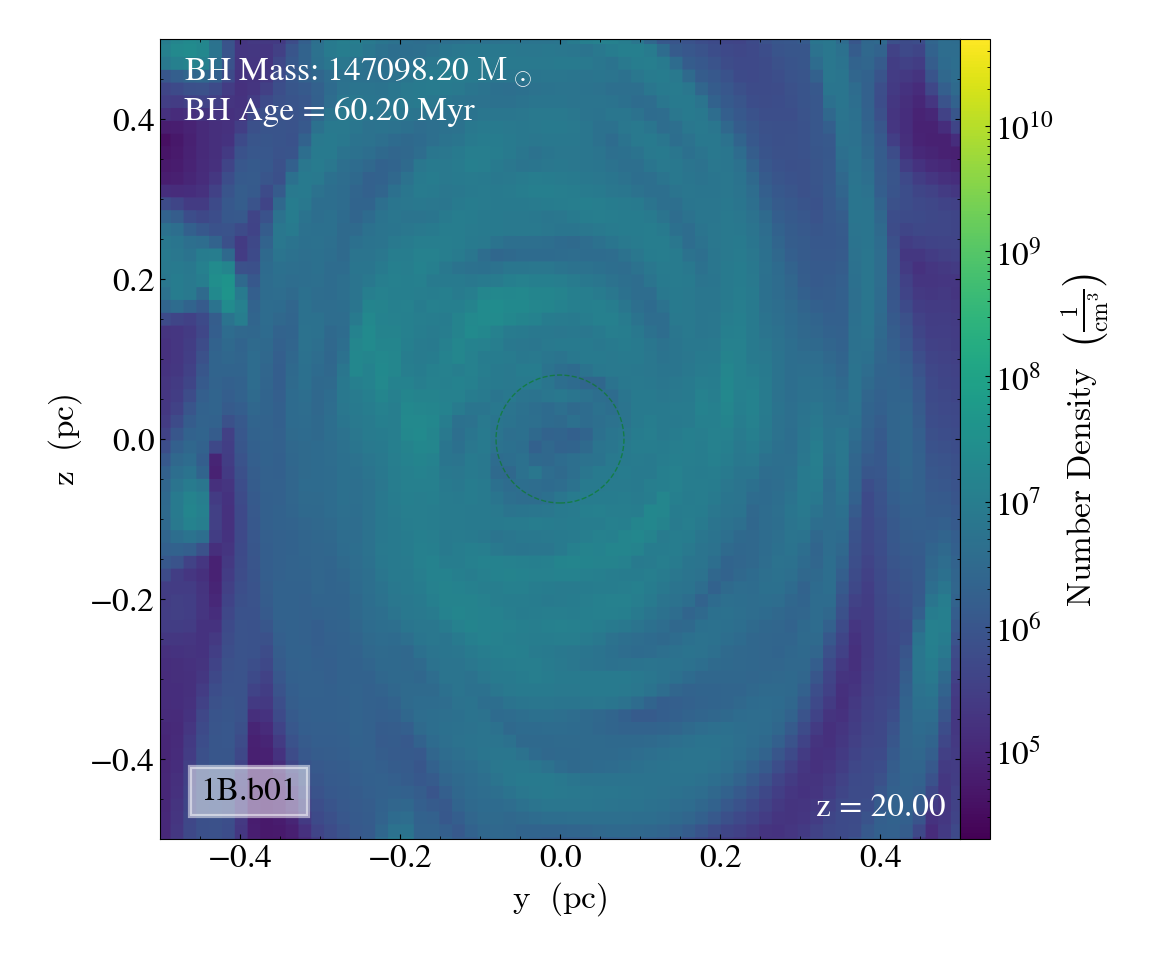 BH Mass: 147098.20 M⊙
BH Age = 60.20 Myr
1B.b01
z = 20.00
0.4
0.2
0.0
−0.2
−0.4
z (pc)
−0.4
−0.2
0.0
0.2
0.4
y (pc)
10^10
10^9
10^8
10^7
10^6
10^5
Number Density (1/cm^3)